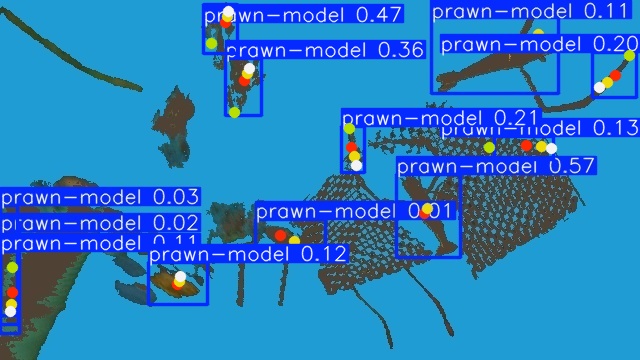 prawn-model 0.47
prawn-model 0.11
prawn-model 0.36
prawn-model 0.20
prawn-model 0.21
prawn-model 0.13
prawn-model 0.57
prawn-model 0.03
prawn-model 0.01
prawn-model 0.02
prawn-model 0.11
prawn-model 0.12